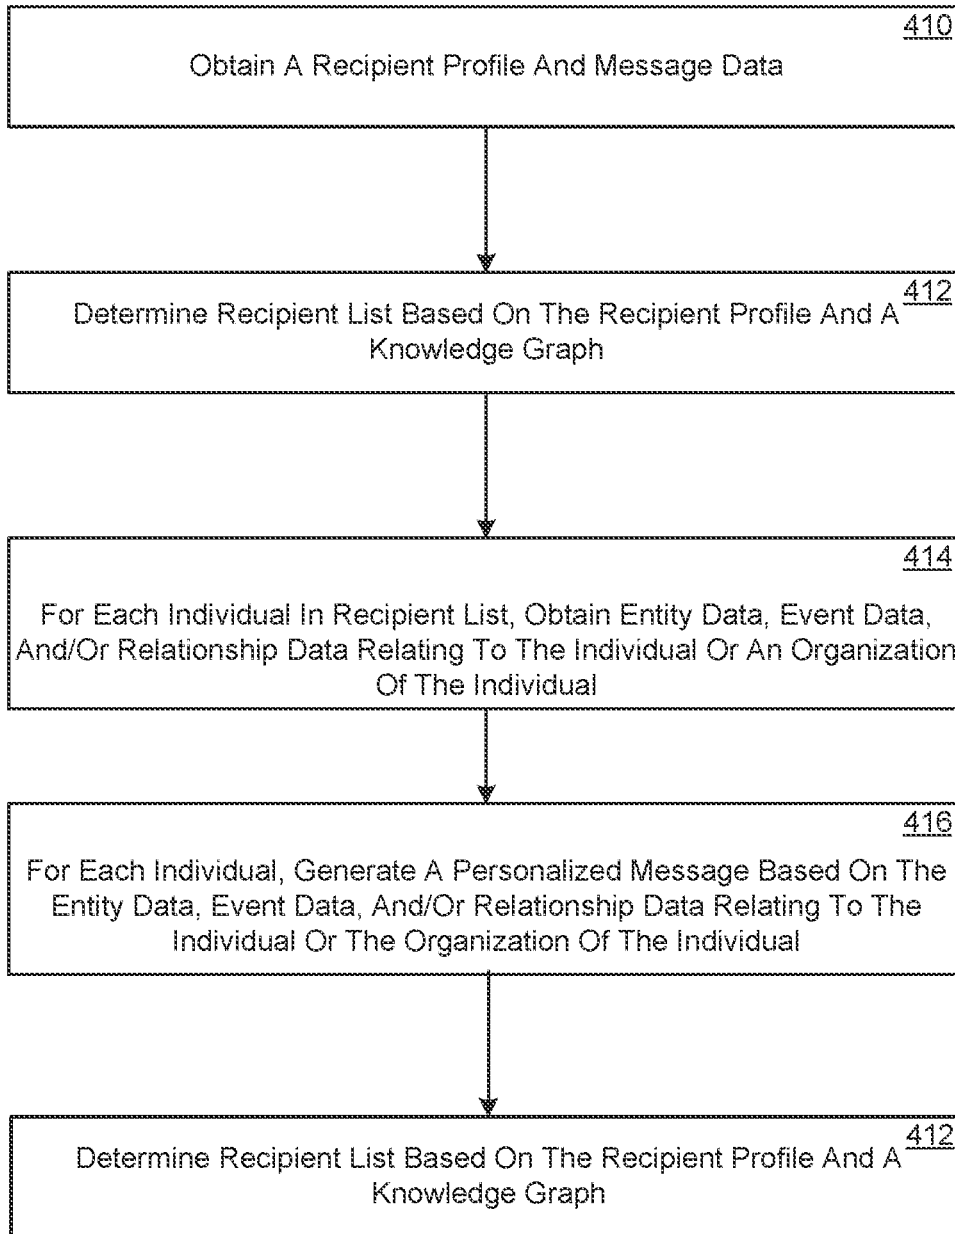 410
Obtain A Recipient Profile And Message Data
412
Determine Recipient List Based On The Recipient Profile And A
Knowledge Graph
414
For Each Individual In Recipient List, Obtain Entity Data, Event Data,
And/Or Relationship Data Relating To The Individual Or An Organization
Of The Individual
416
For Each Individual, Generate A Personalized Message Based On The
Entity Data, Event Data, And/Or Relationship Data Relating To The
Individual Or The Organization Of The Individual
412
Determine Recipient List Based On The Recipient Profile And A
Knowledge Graph